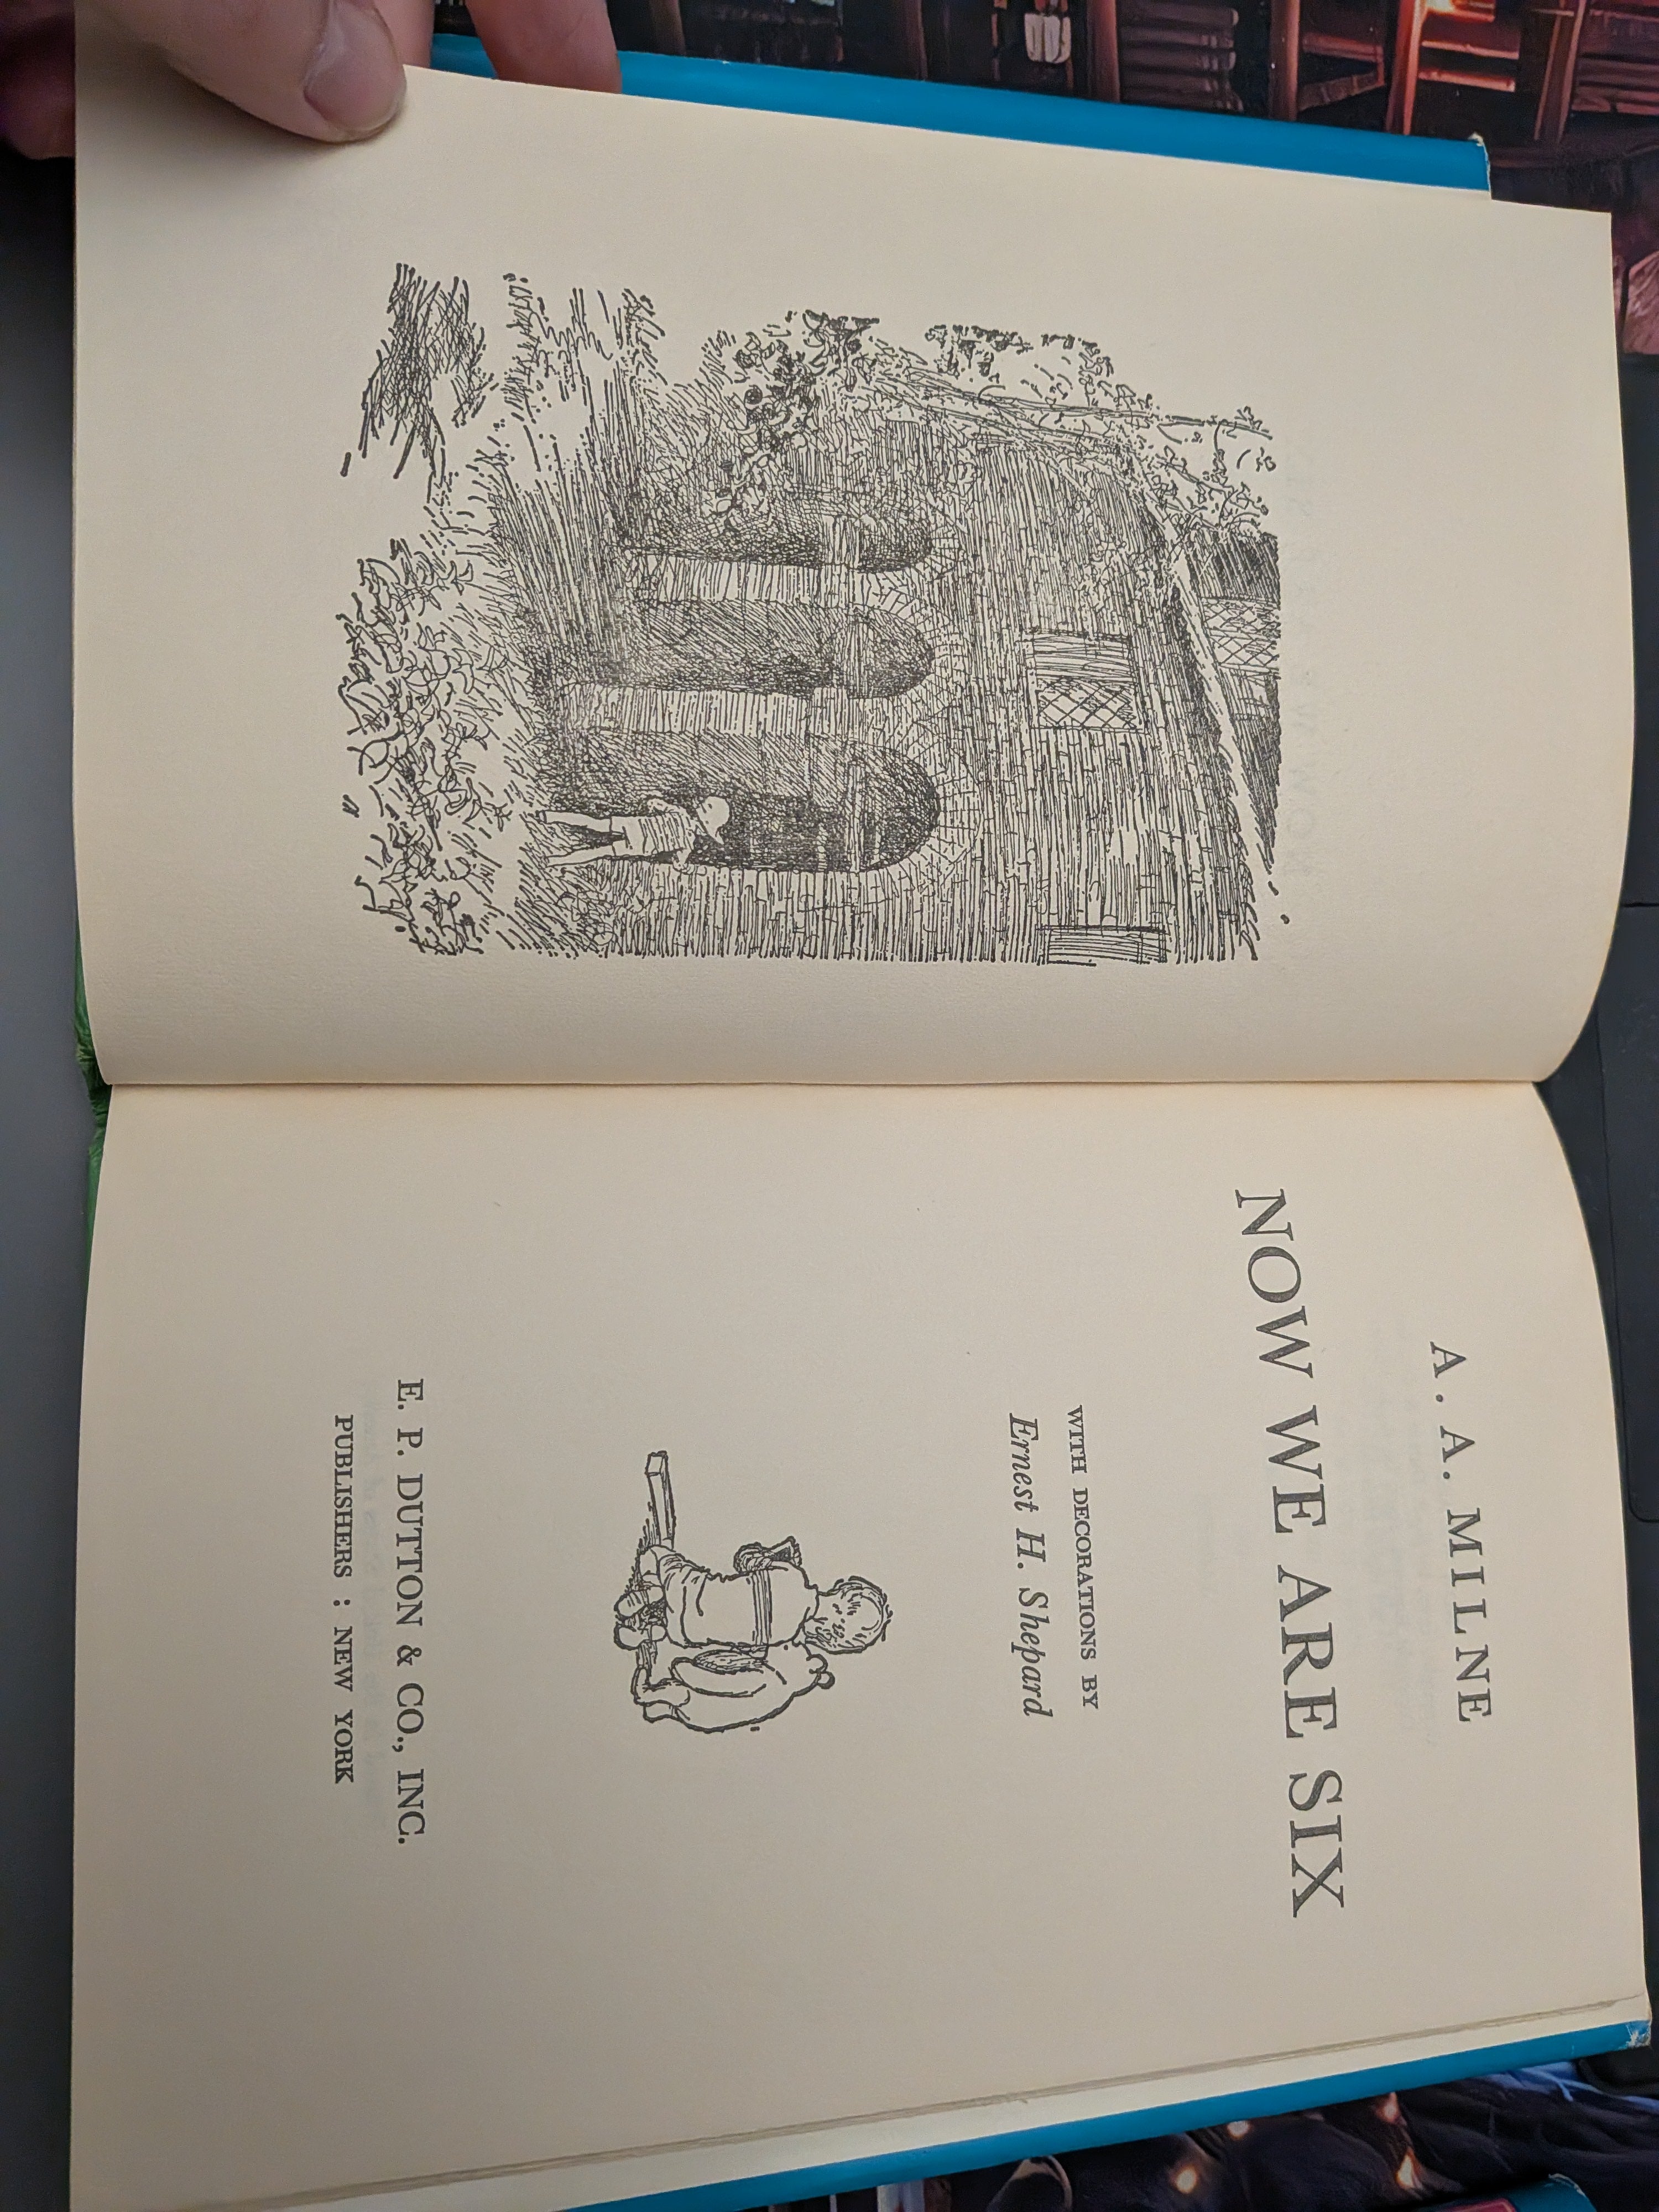 A. A. MILNE
NOW WE ARE SIX
WITH DECORATIONS BY
Ernest H. Shepard
E. P. DUTTON & CO., INC.
PUBLISHERS : NEW YORK